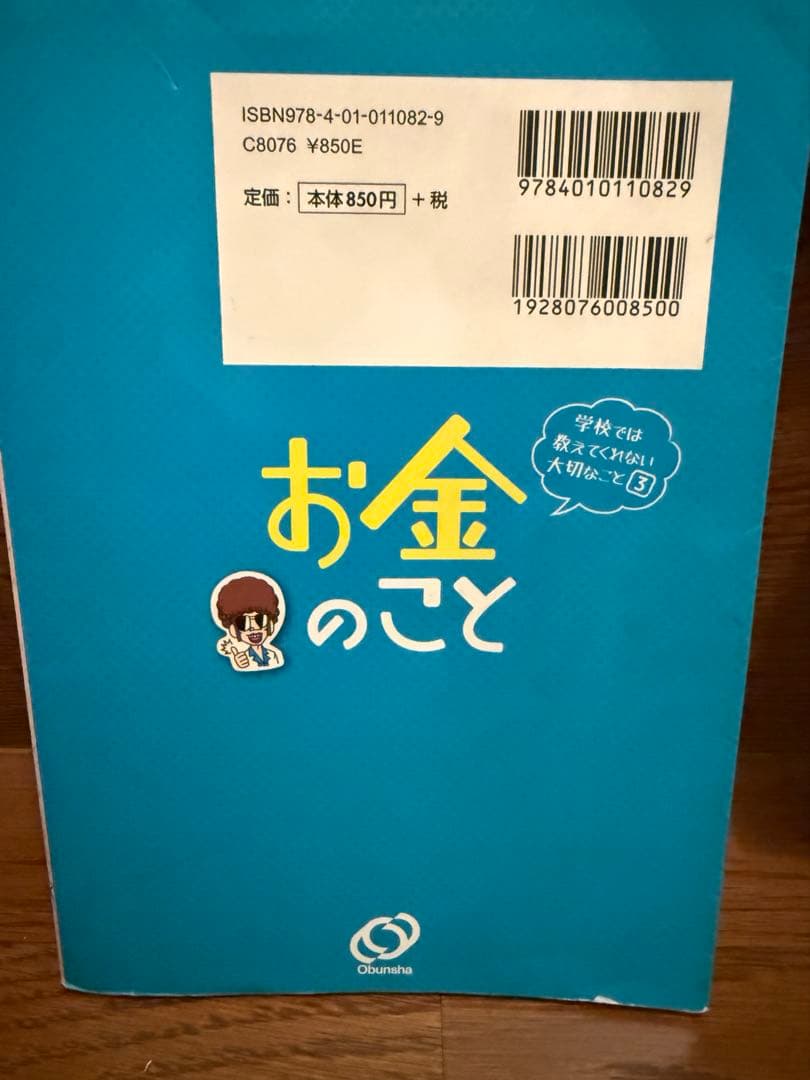 ISBN978-4-01-011082-9
C8076 ¥850E
定価：本体850円＋税
9784010110829
1928076008500
学校では
教えてくれない
大切なこと3
お金
のこと
Obunsha